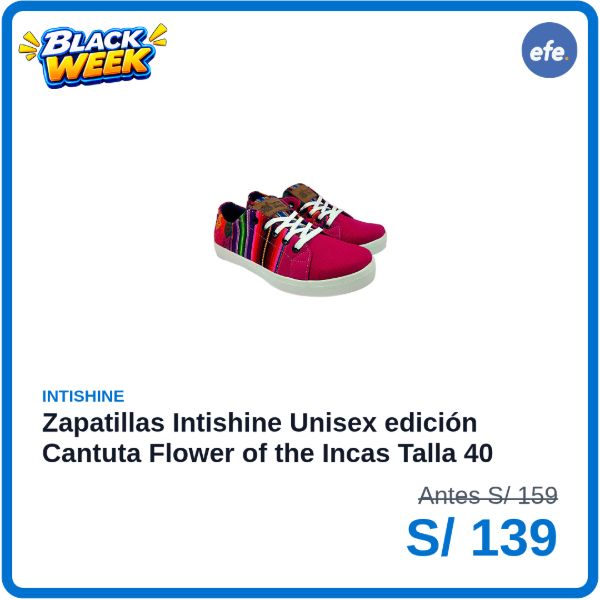 BLACK
WEEK
efe.
INTISHINE
Zapatillas Intishine Unisex edición
Cantuta Flower of the Incas Talla 40
Antes S/ 159
S/ 139